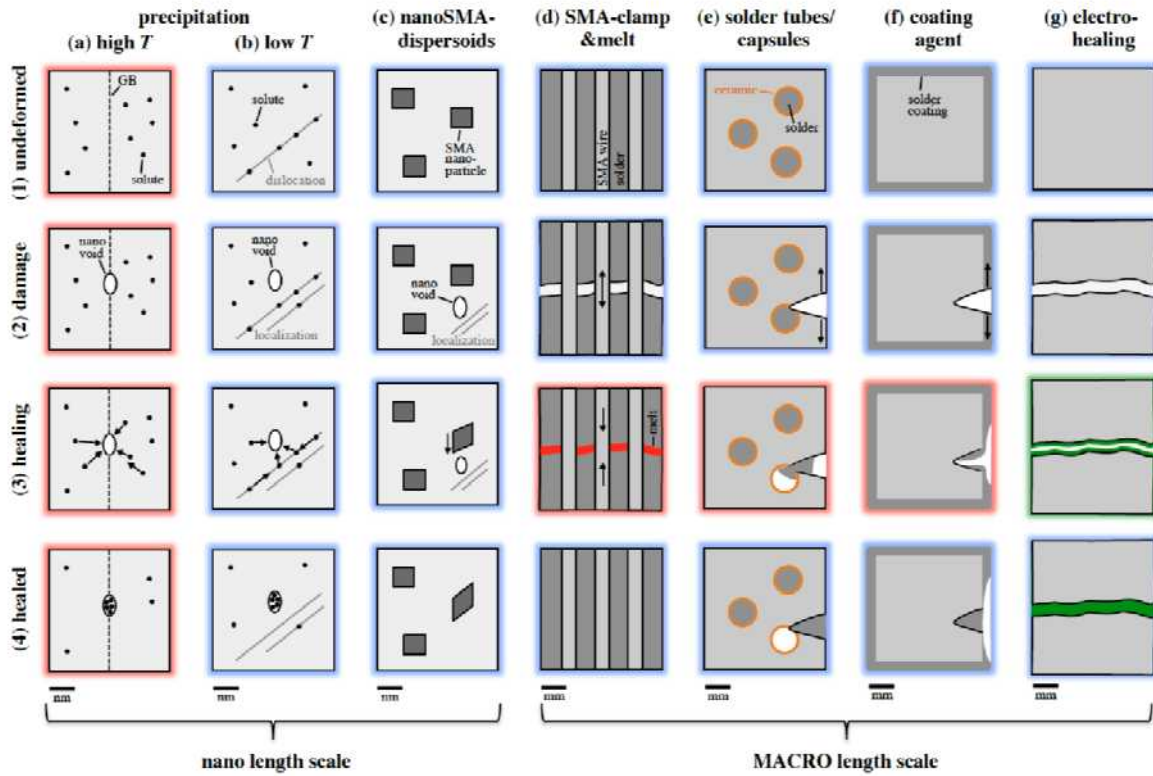 precipitation
(a) high T
(b) low T
(c) nanoSMA-
dispersoids
(d) SMA-clamp
&melt
(e) solder tubes/
capsules
(f) coating
agent
(g) electro-
healing
(1) undeformed
GB
solute
solute
dislocation
SMA
nano-
particle
SMA wire
solder
ceramic
solder
solder
coating
(2) damage
nano
void
nano
void
localization
nano
void
localization
(3) healing
melt
(4) healed
nm
nm
nm
mm
mm
mm
mm
nano length scale
MACRO length scale